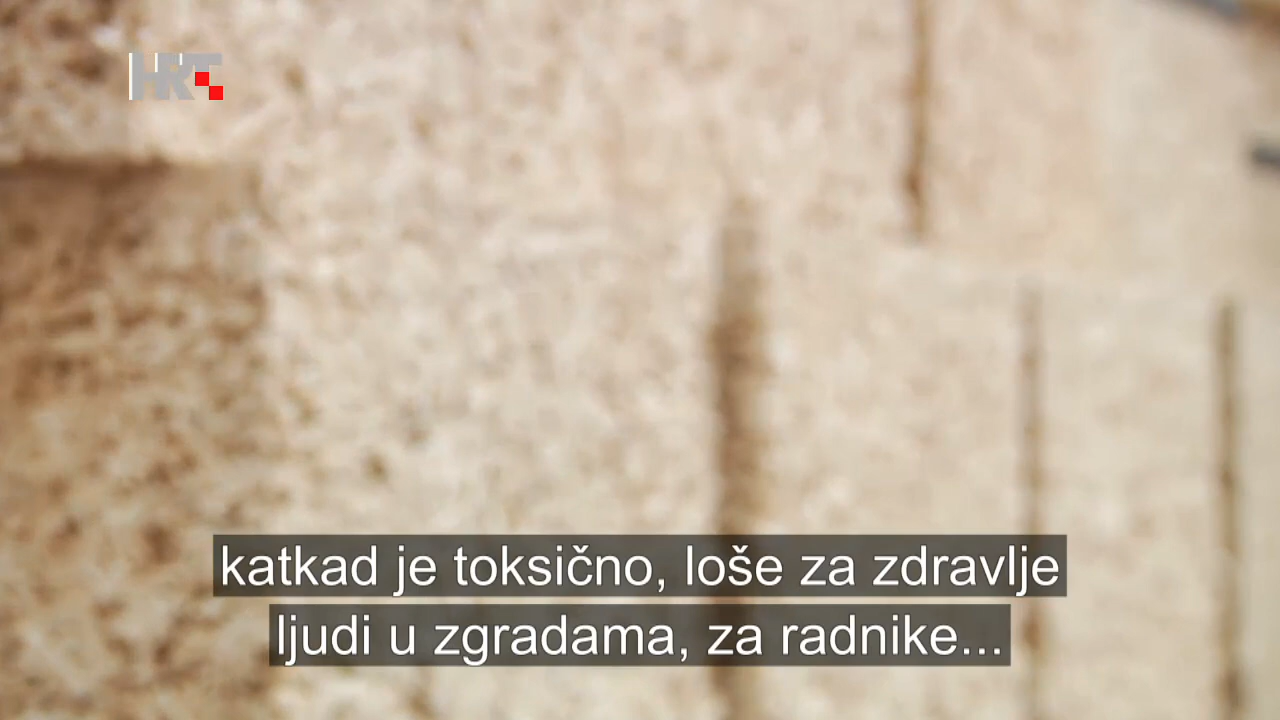 HRT
katkad je toksično, loše za zdravlje
ljudi u zgradama, za radnike...